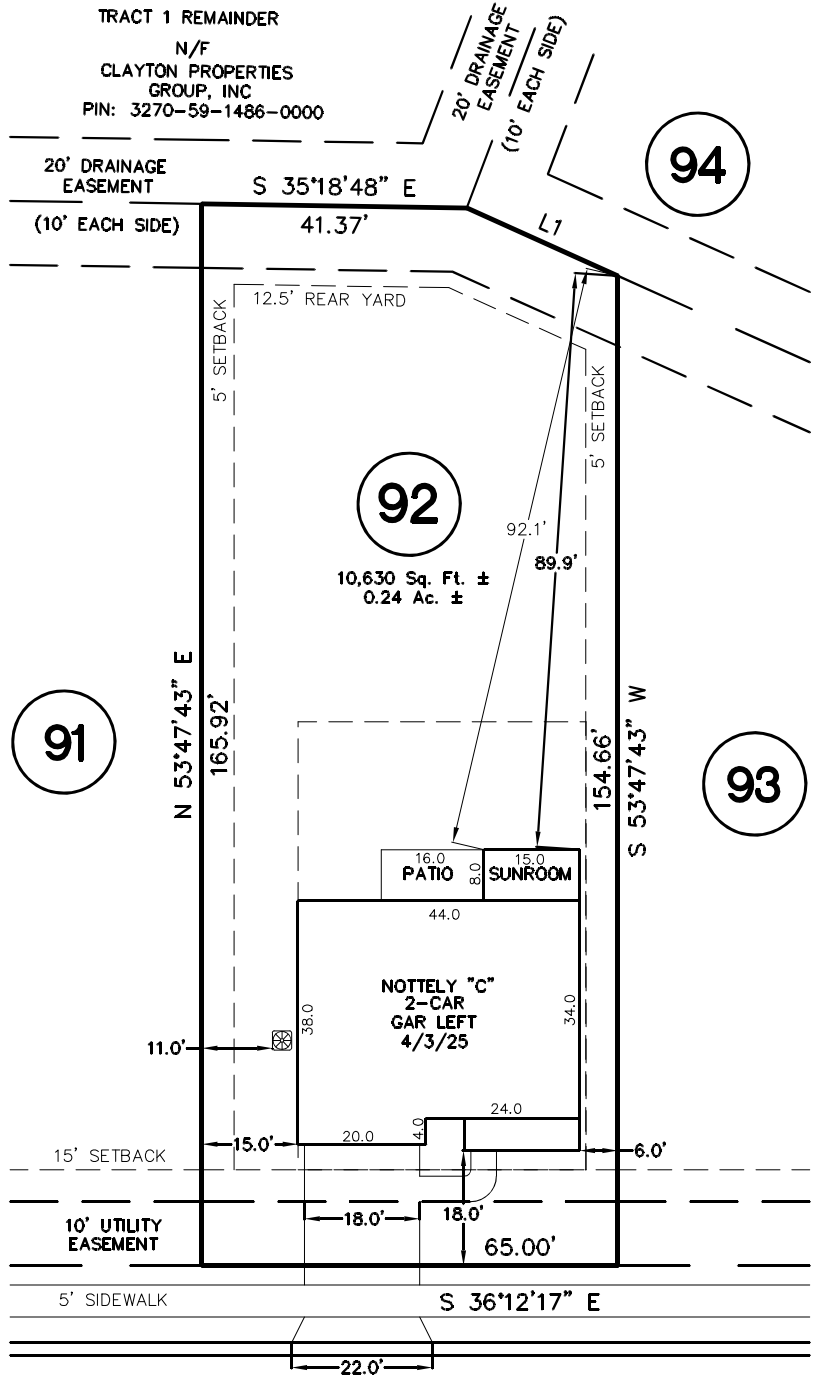 TRACT 1 REMAINDER
N/F
CLAYTON PROPERTIES
GROUP, INC
PIN: 3270-59-1486-0000
20' DRAINAGE
EASEMENT
(10' EACH SIDE)
94
20' DRAINAGE
EASEMENT
(10' EACH SIDE)
S 35°18'48" E
41.37'
L1
12.5' REAR YARD
5' SETBACK
5' SETBACK
92
10,630 Sq. Ft. ±
0.24 Ac. ±
92.1'
89.9'
91
N 53°47'43" E
165.92'
154.66'
S 53°47'43" W
93
16.0
PATIO
8.0
15.0
SUNROOM
44.0
NOTTELY "C"
2-CAR
GAR LEFT
4/3/25
38.0
34.0
11.0'
24.0
4.0
20.0
15.0'
6.0'
15' SETBACK
18.0'
18.0'
10' UTILITY
EASEMENT
65.00'
5' SIDEWALK
S 36°12'17" E
22.0'